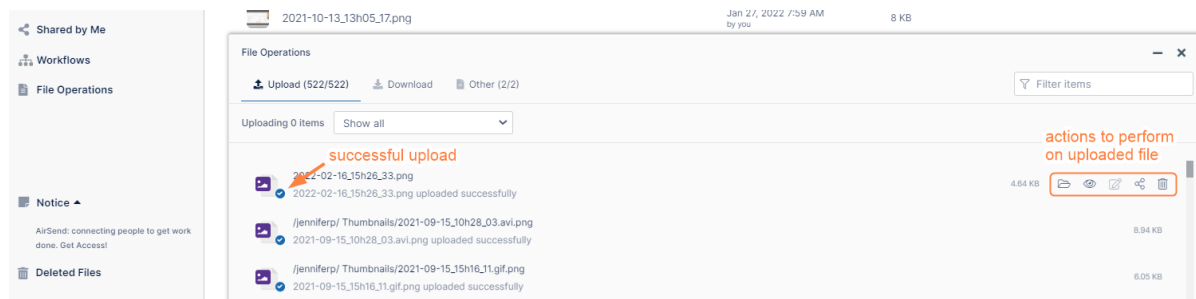 Shared by Me
Workflows
File Operations
Notice
AirSend: connecting people to get work
done. Get Access!
Deleted Files
2021-10-13_13h05_17.png
Jan 27, 2022 7:59 AM
by you
8 KB
File Operations
Upload (522/522)
Download
Other (2/2)
Filter items
Uploading 0 items
Show all
successful upload
actions to perform
on uploaded file
2022-02-16_15h26_33.png
2022-02-16_15h26_33.png uploaded successfully
4.64 KB
/jenniferp/ Thumbnails/2021-09-15_10h28_03.avi.png
2021-09-15_10h28_03.avi.png uploaded successfully
8.94 KB
/jenniferp/ Thumbnails/2021-09-15_15h16_11.gif.png
2021-09-15_15h16_11.gif.png uploaded successfully
6.05 KB